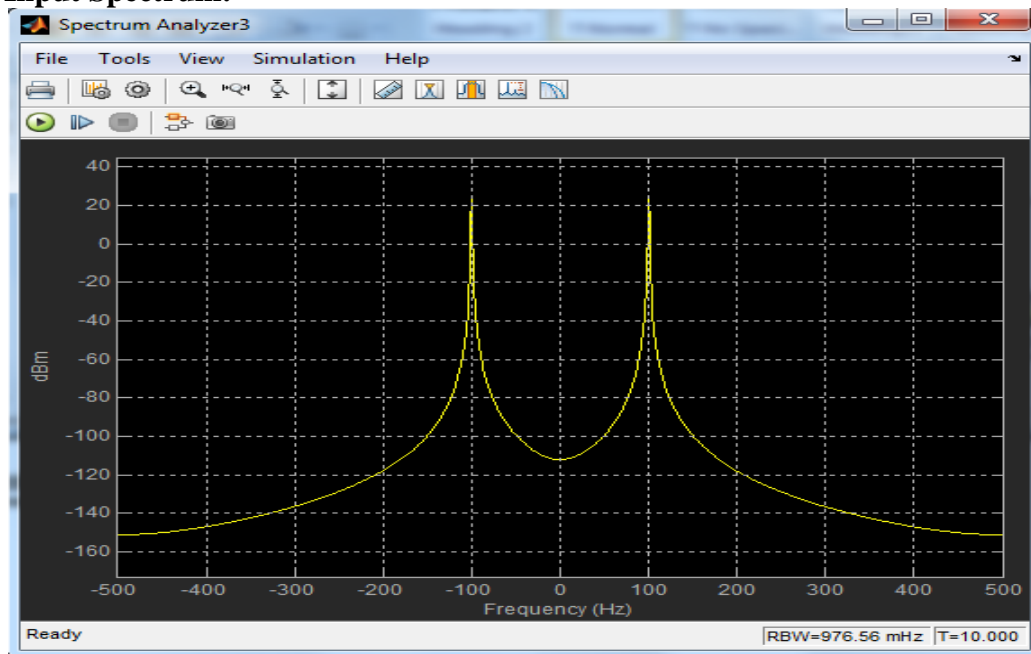 Input Spectrum:
Spectrum Analyzer3
File Tools View Simulation Help
40
20
0
-20
-40
-60
-80
-100
-120
-140
-160
dBm
-500 -400 -300 -200 -100 0 100 200 300 400 500
Frequency (Hz)
Ready RBW=976.56 mHz T=10.000